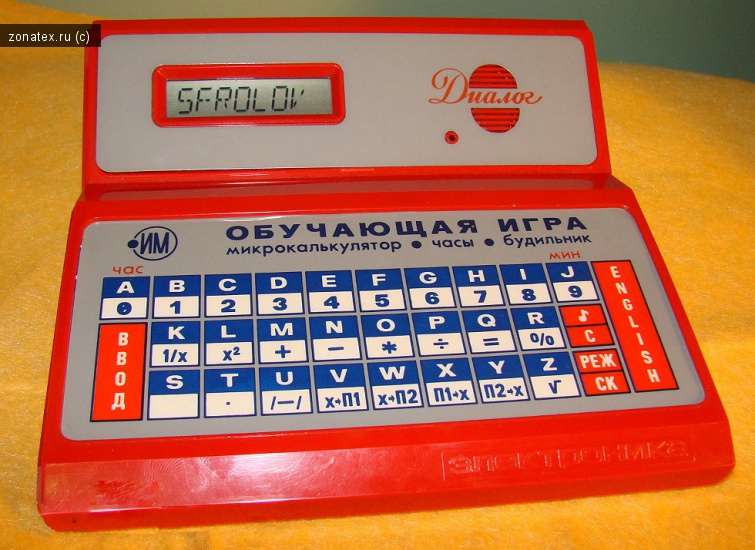 zonatex.ru (c)
SFROLOV
Диалог
ИМ
ОБУЧАЮЩАЯ ИГРА
микрокалькулятор • часы • будильник
час
мин
A B C D E F G H I J
0 1 2 3 4 5 6 7 8 9
ENGLISH
ВВОД
K L M N O P Q R
1/x x² + − * ÷ = %
♪
C
S T U V W X Y Z
. /—/ x→П1 x→П2 П1→x П2→x √
РЕЖ
СК
электроника